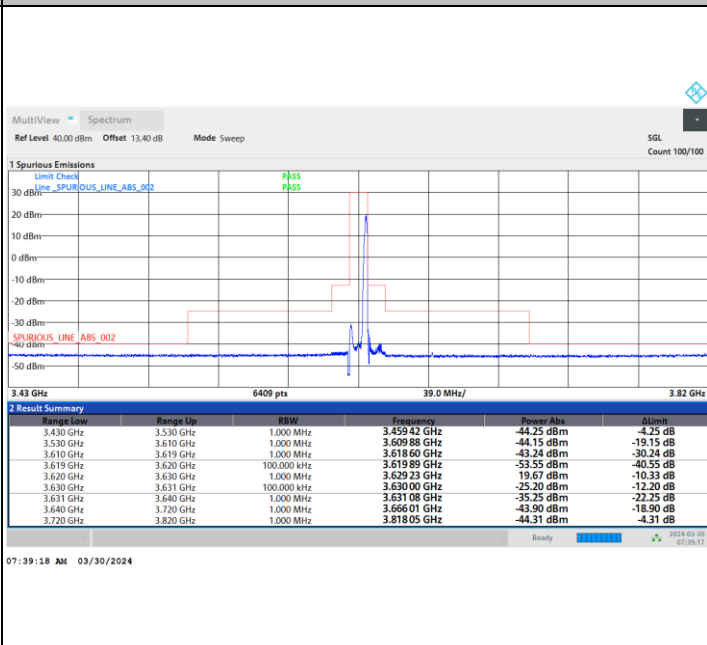 MultiView Spectrum
Ref Level 40.00 dBm Offset 13.40 dB Mode Sweep SGL
Count 100/100
1 Spurious Emissions
Limit Check PASS
Line _SPURIOUS_LINE_ABS_002 PASS
30 dBm
20 dBm
10 dBm
0 dBm
-10 dBm
-20 dBm
-30 dBm
SPURIOUS_LINE_ABS_002
-40 dBm
-50 dBm
3.43 GHz 6409 pts 39.0 MHz/ 3.82 GHz
2 Result Summary
Range Low Range Up RBW Frequency Power Abs ΔLimit
3.430 GHz 3.530 GHz 1.000 MHz 3.459 42 GHz -44.25 dBm -4.25 dB
3.530 GHz 3.610 GHz 1.000 MHz 3.609 88 GHz -44.15 dBm -19.15 dB
3.610 GHz 3.619 GHz 1.000 MHz 3.618 60 GHz -43.24 dBm -30.24 dB
3.619 GHz 3.620 GHz 100.000 kHz 3.619 89 GHz -53.55 dBm -40.55 dB
3.620 GHz 3.630 GHz 1.000 MHz 3.629 23 GHz 19.67 dBm -10.33 dB
3.630 GHz 3.631 GHz 100.000 kHz 3.630 00 GHz -25.20 dBm -12.20 dB
3.631 GHz 3.640 GHz 1.000 MHz 3.631 08 GHz -35.25 dBm -22.25 dB
3.640 GHz 3.720 GHz 1.000 MHz 3.666 01 GHz -43.90 dBm -18.90 dB
3.720 GHz 3.820 GHz 1.000 MHz 3.818 05 GHz -44.31 dBm -4.31 dB
Ready 2024-03-30
07:39:17
07:39:18 AM 03/30/2024